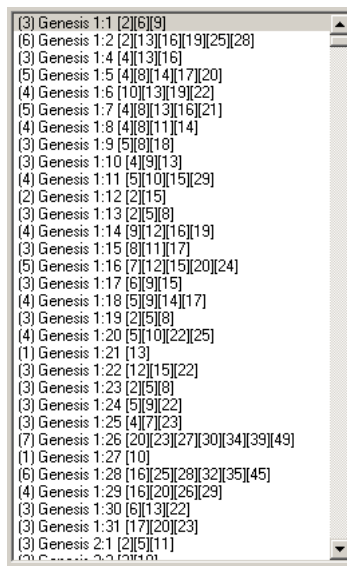 (3) Genesis 1:1 [2][6][9]
(6) Genesis 1:2 [2][13][16][19][25][28]
(3) Genesis 1:4 [4][13][16]
(5) Genesis 1:5 [4][8][14][17][20]
(4) Genesis 1:6 [10][13][19][22]
(5) Genesis 1:7 [4][8][13][16][21]
(4) Genesis 1:8 [4][8][11][14]
(3) Genesis 1:9 [5][8][18]
(3) Genesis 1:10 [4][9][13]
(4) Genesis 1:11 [5][10][15][29]
(2) Genesis 1:12 [2][15]
(3) Genesis 1:13 [2][5][8]
(4) Genesis 1:14 [9][12][16][19]
(3) Genesis 1:15 [8][11][17]
(5) Genesis 1:16 [7][12][15][20][24]
(3) Genesis 1:17 [6][9][15]
(4) Genesis 1:18 [5][9][14][17]
(3) Genesis 1:19 [2][5][8]
(4) Genesis 1:20 [5][10][22][25]
(1) Genesis 1:21 [13]
(3) Genesis 1:22 [12][15][22]
(3) Genesis 1:23 [2][5][8]
(3) Genesis 1:24 [5][9][22]
(3) Genesis 1:25 [4][7][23]
(7) Genesis 1:26 [20][23][27][30][34][39][49]
(1) Genesis 1:27 [10]
(6) Genesis 1:28 [16][25][28][32][35][45]
(4) Genesis 1:29 [16][20][26][29]
(3) Genesis 1:30 [6][13][22]
(3) Genesis 1:31 [17][20][23]
(3) Genesis 2:1 [2][5][11]